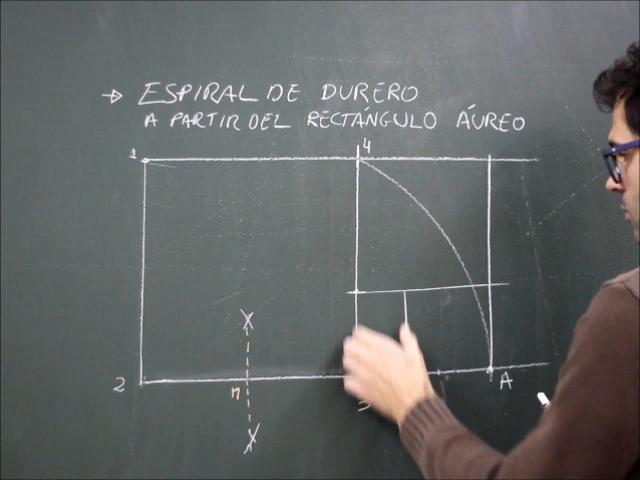 → ESPIRAL DE DURERO
A PARTIR DEL RECTÁNGULO ÁUREO
1
4
2
A